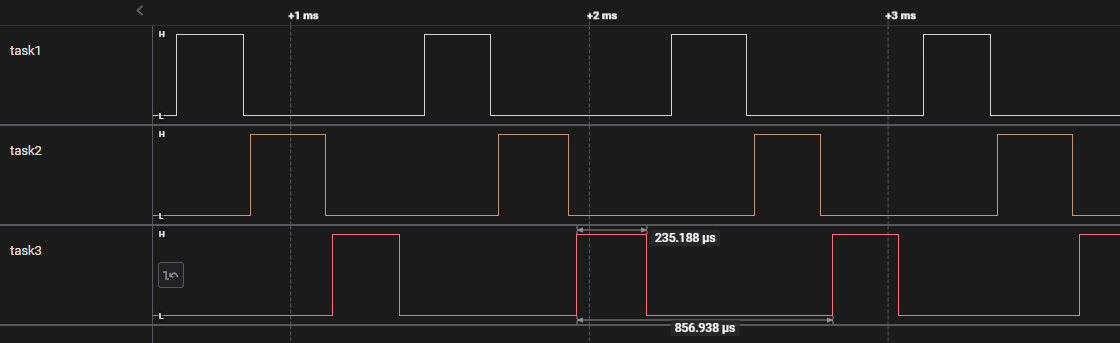 +1 ms +2 ms +3 ms
task1
H
L
task2
H
L
task3
H
235.188 µs
L
856.938 µs